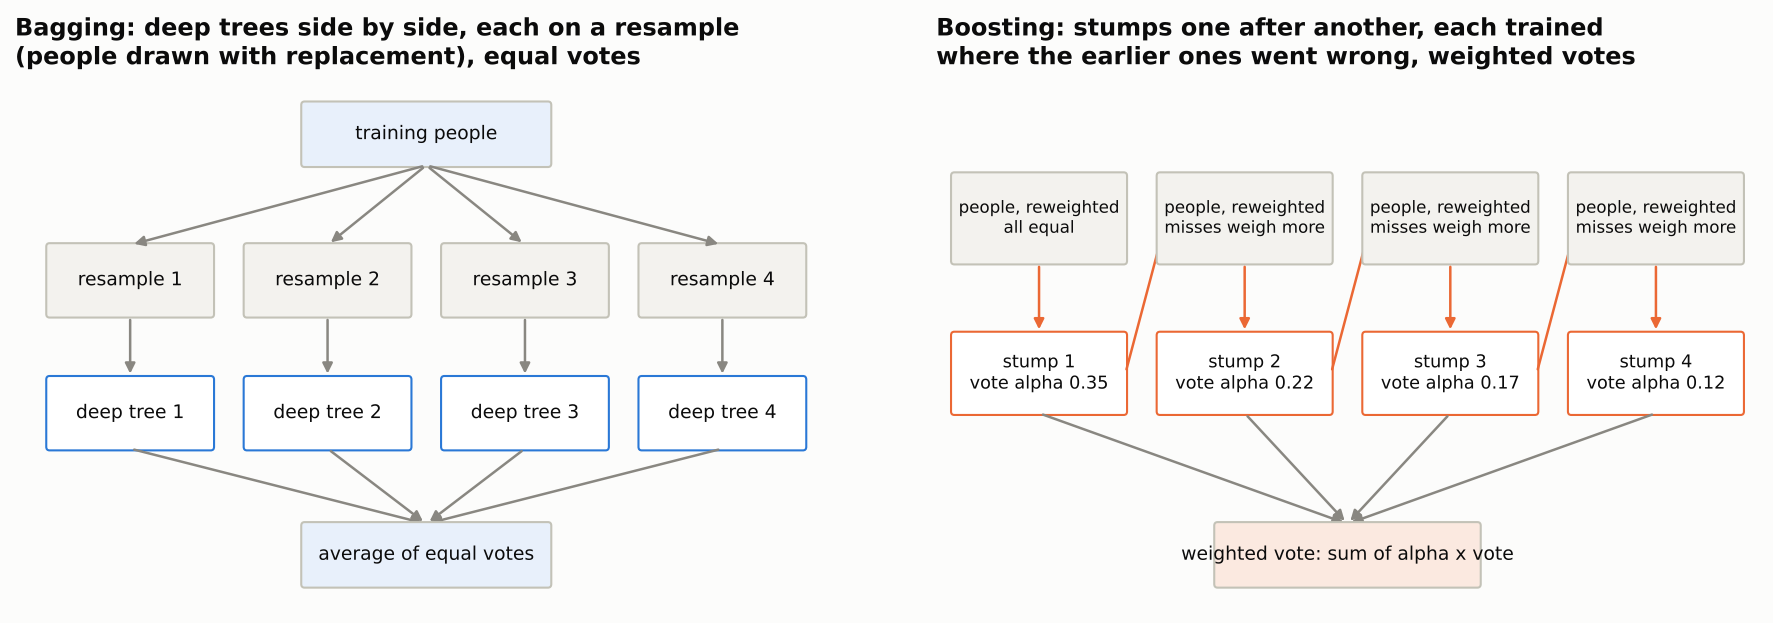 Bagging: deep trees side by side, each on a resample
(people drawn with replacement), equal votes
training people
resample 1
resample 2
resample 3
resample 4
deep tree 1
deep tree 2
deep tree 3
deep tree 4
average of equal votes
Boosting: stumps one after another, each trained
where the earlier ones went wrong, weighted votes
people, reweighted
all equal
people, reweighted
misses weigh more
people, reweighted
misses weigh more
people, reweighted
misses weigh more
stump 1
vote alpha 0.35
stump 2
vote alpha 0.22
stump 3
vote alpha 0.17
stump 4
vote alpha 0.12
weighted vote: sum of alpha x vote